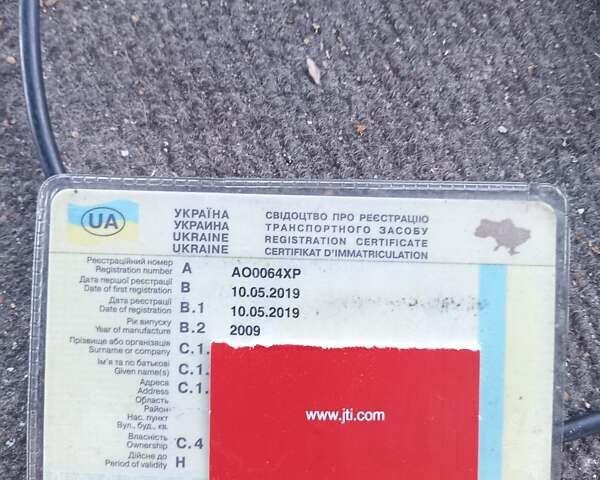 UA
УКРАЇНА СВІДОЦТВО ПРО РЕЄСТРАЦІЮ
УКРАИНА ТРАНСПОРТНОГО ЗАСОБУ
UKRAINE REGISTRATION CERTIFICATE
UKRAINE CERTIFIKAT D'IMMATRICULATION
Реєстраційний номер
Registration number A AO0064XP
Дата першої реєстрації
Date of first registration B 10.05.2019
Дата реєстрації
Date of registration B.1 10.05.2019
Рік випуску
Year of manufacture B.2 2009
Прізвище або організація
Surname or company C.1.
Ім'я та по батькові
Given name(s) C.1.
Адреса
Address C.1.
Область
Район
Нас. пункт
Вул., буд., кв.
www.jti.com
Власність
Ownership C.4
Дійсне до
Period of validity H